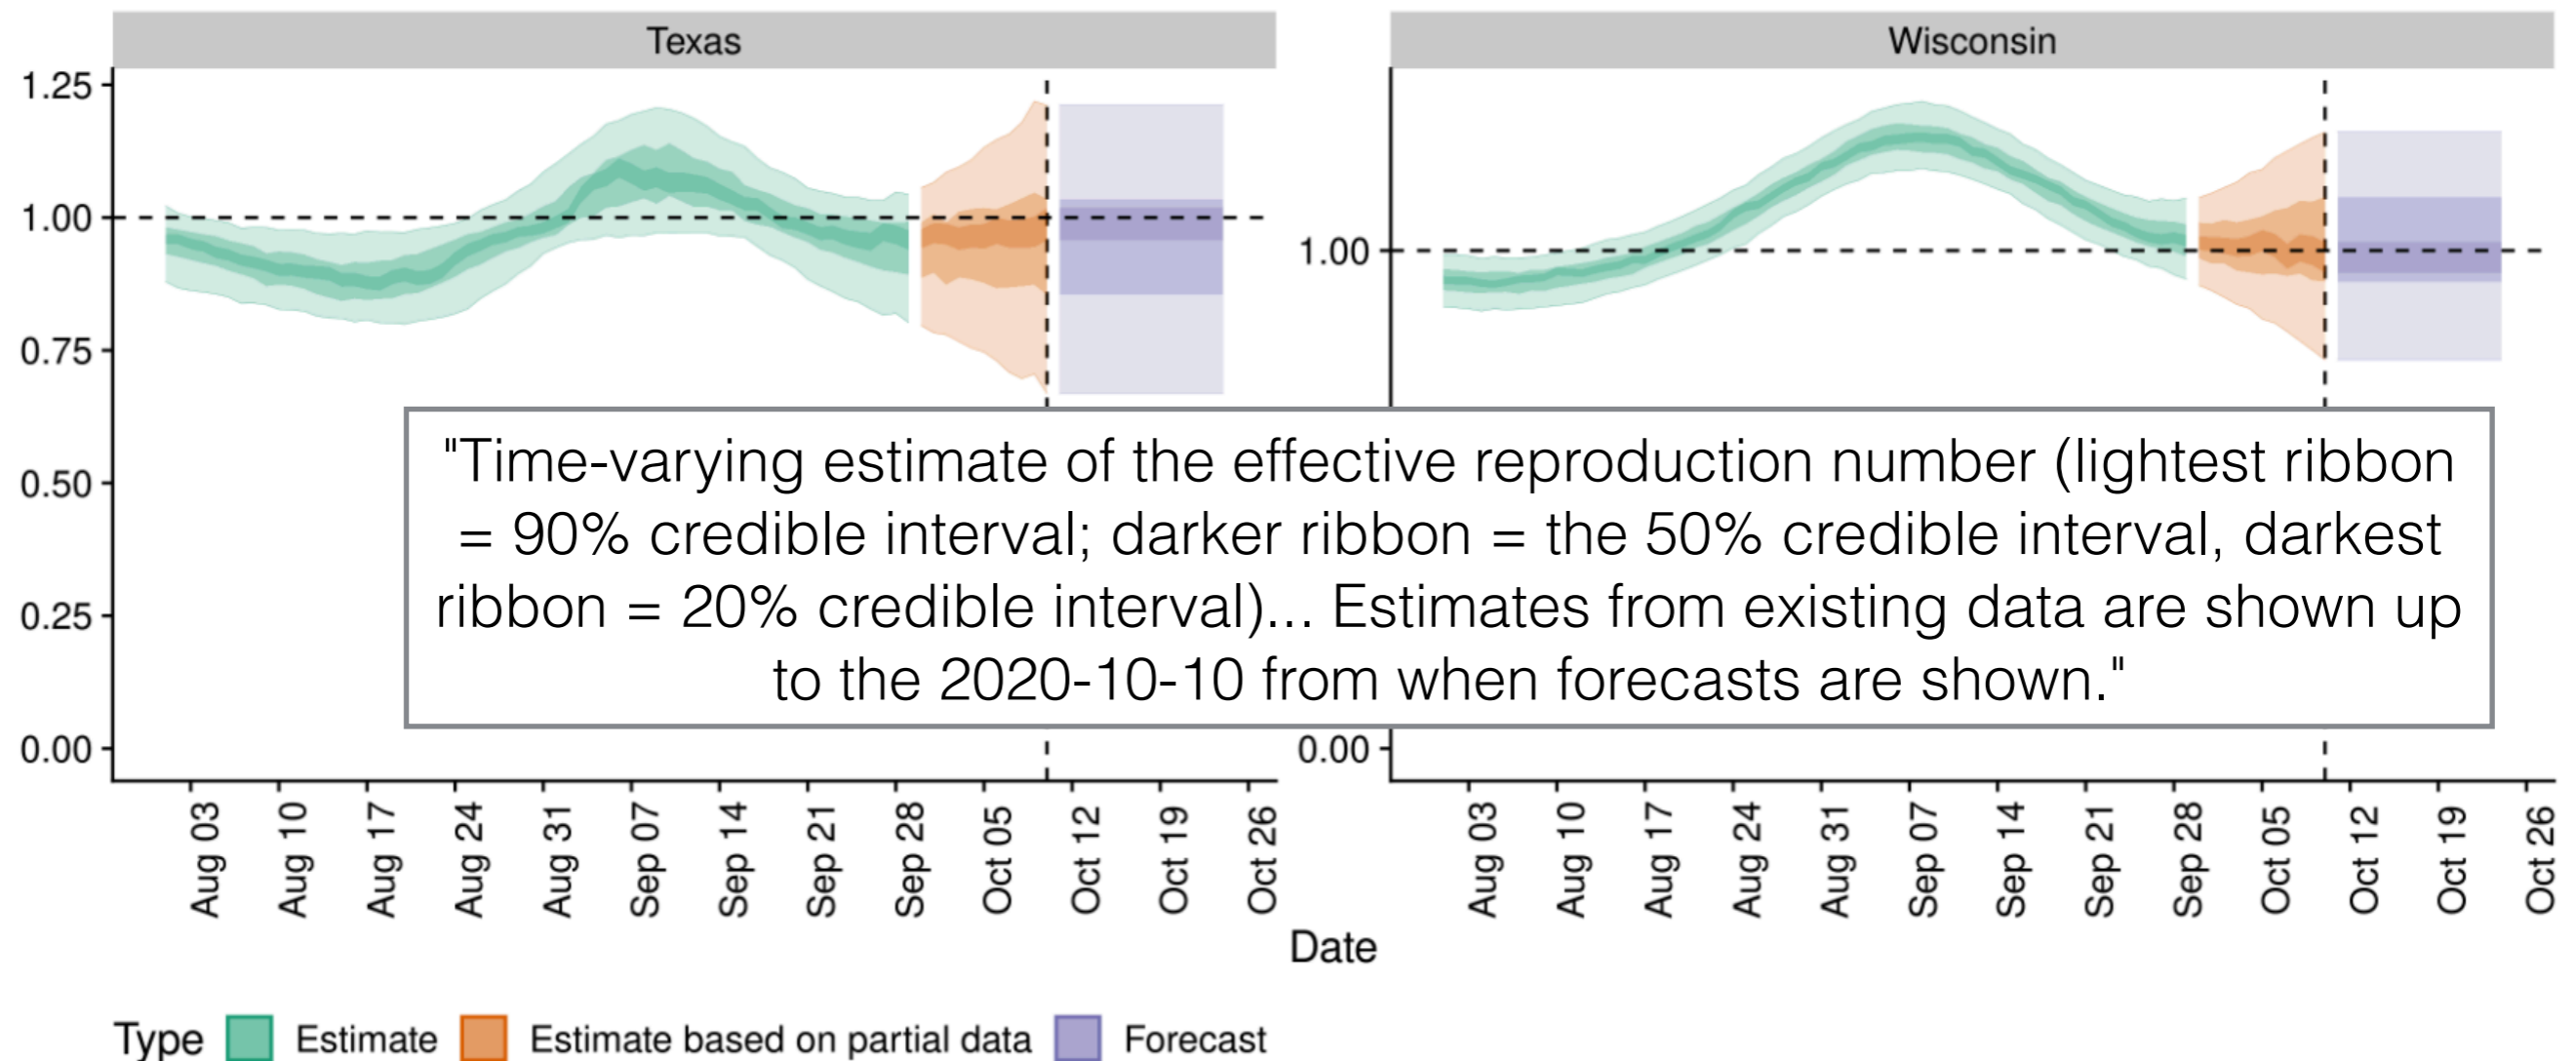 Texas
Wisconsin
1.25
1.00
0.75
0.50
0.25
0.00
1.00
0.00
"Time-varying estimate of the effective reproduction number (lightest ribbon
= 90% credible interval; darker ribbon = the 50% credible interval, darkest
ribbon = 20% credible interval)... Estimates from existing data are shown up
to the 2020-10-10 from when forecasts are shown."
Aug 03
Aug 10
Aug 17
Aug 24
Aug 31
Sep 07
Sep 14
Sep 21
Sep 28
Oct 05
Oct 12
Oct 19
Oct 26
Aug 03
Aug 10
Aug 17
Aug 24
Aug 31
Sep 07
Sep 14
Sep 21
Sep 28
Oct 05
Oct 12
Oct 19
Oct 26
Date
Type Estimate Estimate based on partial data Forecast